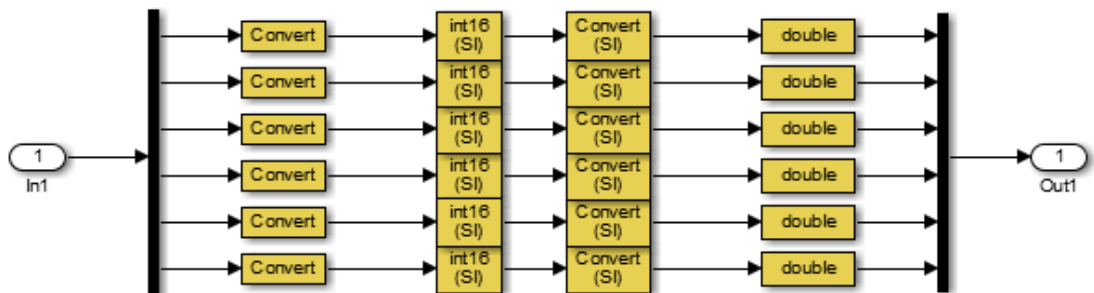 Convert
int16
(SI)
Convert
(SI)
double
Convert
int16
(SI)
Convert
(SI)
double
Convert
int16
(SI)
Convert
(SI)
double
1
In1
Convert
int16
(SI)
Convert
(SI)
double
1
Out1
Convert
int16
(SI)
Convert
(SI)
double
Convert
int16
(SI)
Convert
(SI)
double